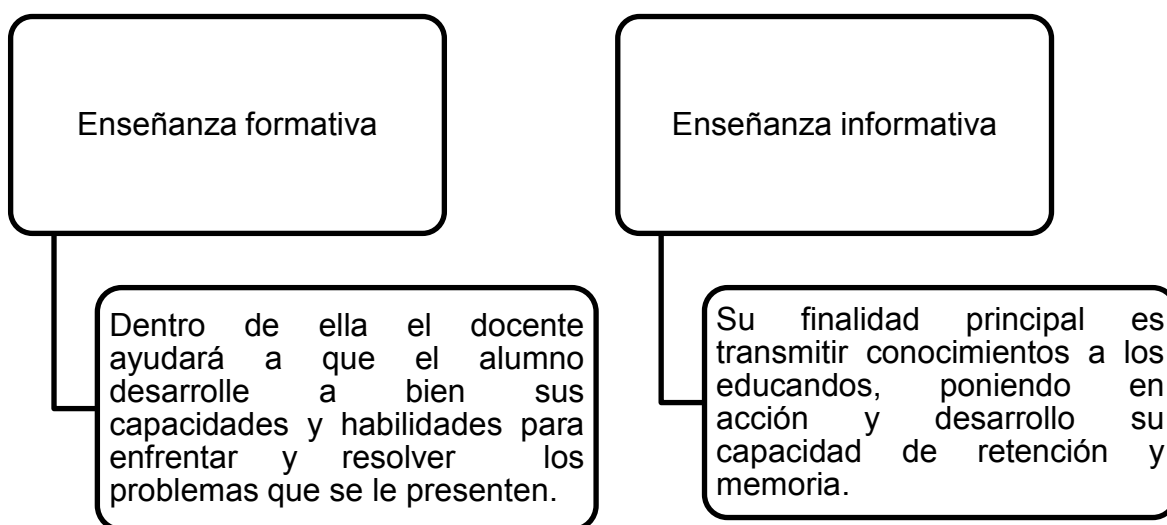 Enseñanza formativa
Dentro de ella el docente
ayudará a que el alumno
desarrolle a bien sus
capacidades y habilidades para
enfrentar y resolver los
problemas que se le presenten.
Enseñanza informativa
Su finalidad principal es
transmitir conocimientos a los
educandos, poniendo en
acción y desarrollo su
capacidad de retención y
memoria.